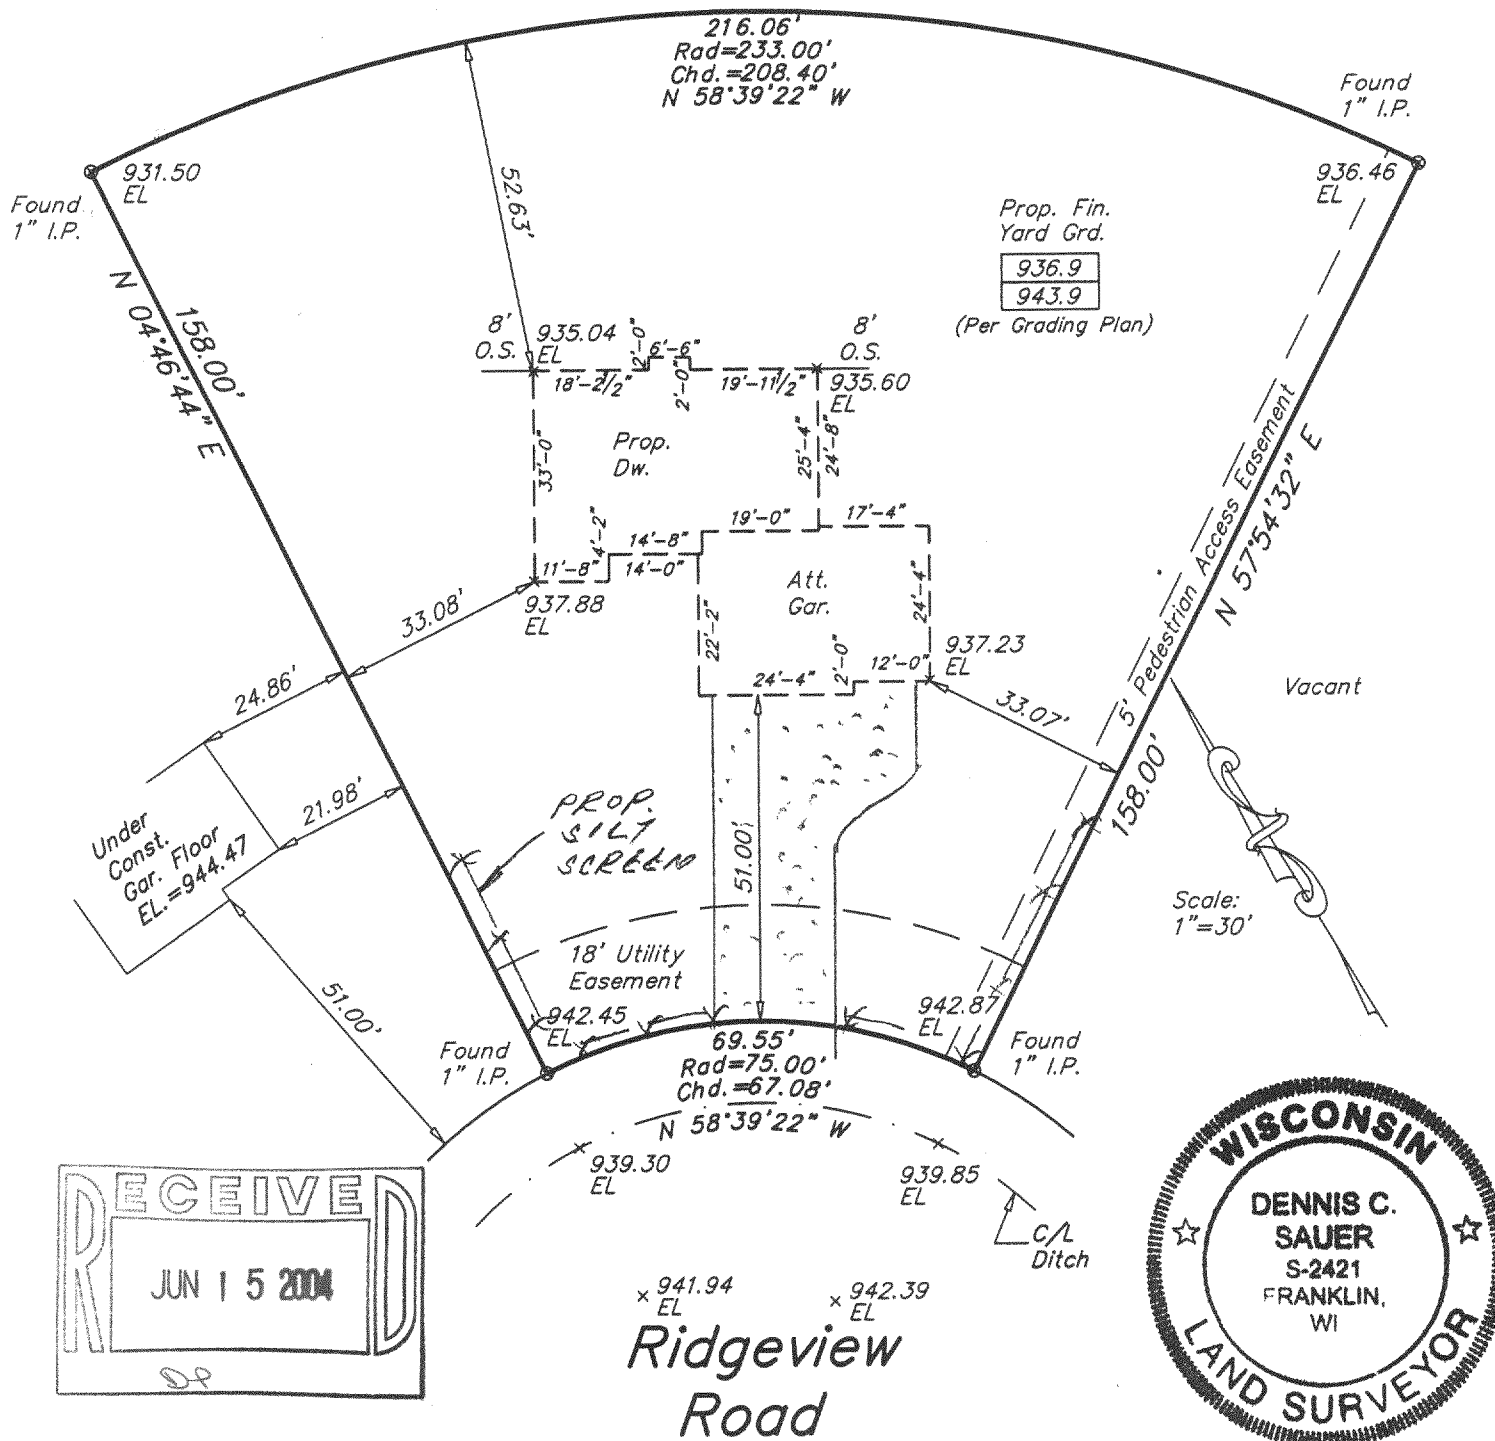 216.06'
Rad=233.00'
Chd.=208.40'
N 58°39'22" W
Found
1" I.P.
931.50
EL
Found
1" I.P.
936.46
EL
52.63'
Prop. Fin.
Yard Grd.
936.9
943.9
(Per Grading Plan)
N 04°46'44" E
158.00'
8'
O.S.
935.04
EL
2'-0"
6'-6"
8'
O.S.
18'-2 1/2"
2'-0"
19'-11 1/2"
935.60
EL
33'-0"
Prop.
Dw.
25'-4"
24'-8"
5' Pedestrian Access Easement
N 57°54'32" E
158.00'
19'-0"
17'-4"
4'-2"
14'-8"
11'-8"
14'-0"
Att.
Gar.
24'-4"
937.88
EL
33.08'
22'-2"
2'-0"
12'-0"
937.23
EL
24'-4"
24.86'
33.07'
Vacant
21.98'
Under
Const.
Gar. Floor
EL.=944.47
PROP.
SILT
SCREEN
51.00'
Scale:
1"=30'
18' Utility
Easement
51.00'
942.45
EL
942.87
EL
Found
1" I.P.
69.55'
Rad=75.00'
Chd.=67.08'
N 58°39'22" W
Found
1" I.P.
939.30
EL
939.85
EL
C/L
Ditch
941.94
EL
942.39
EL
Ridgeview
Road
RECEIVED
JUN 15 2004
WISCONSIN
DENNIS C.
SAUER
S-2421
FRANKLIN,
WI
LAND SURVEYOR